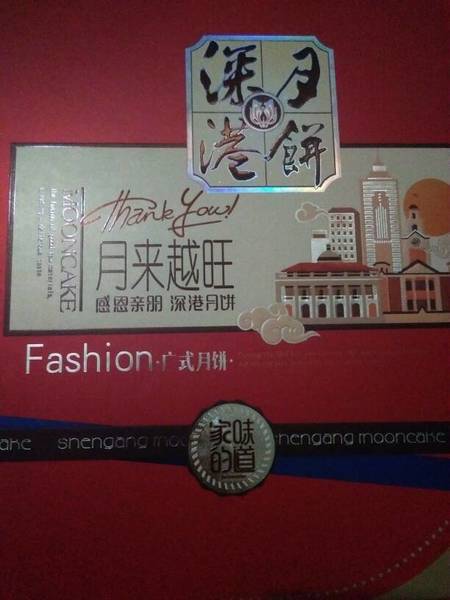 深港月餅
MOONCAKE
Thank You!
月来越旺
感恩亲朋 深港月饼
Fashion·广式月饼·
shengang mooncake
家的味道